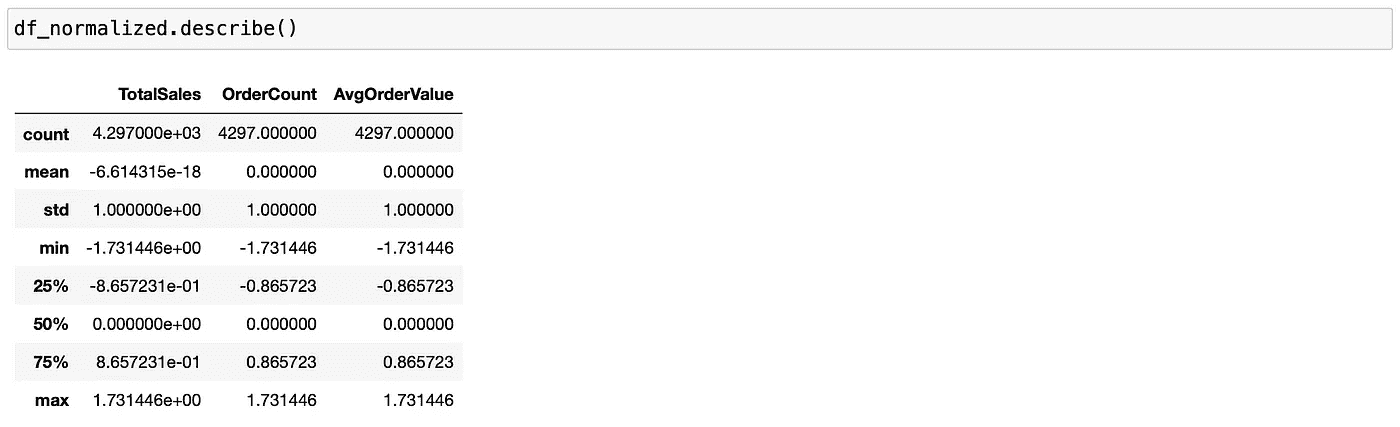 df_normalized.describe()
TotalSales OrderCount AvgOrderValue
count 4.297000e+03 4297.000000 4297.000000
mean -6.614315e-18 0.000000 0.000000
std 1.000000e+00 1.000000 1.000000
min -1.731446e+00 -1.731446 -1.731446
25% -8.657231e-01 -0.865723 -0.865723
50% 0.000000e+00 0.000000 0.000000
75% 8.657231e-01 0.865723 0.865723
max 1.731446e+00 1.731446 1.731446